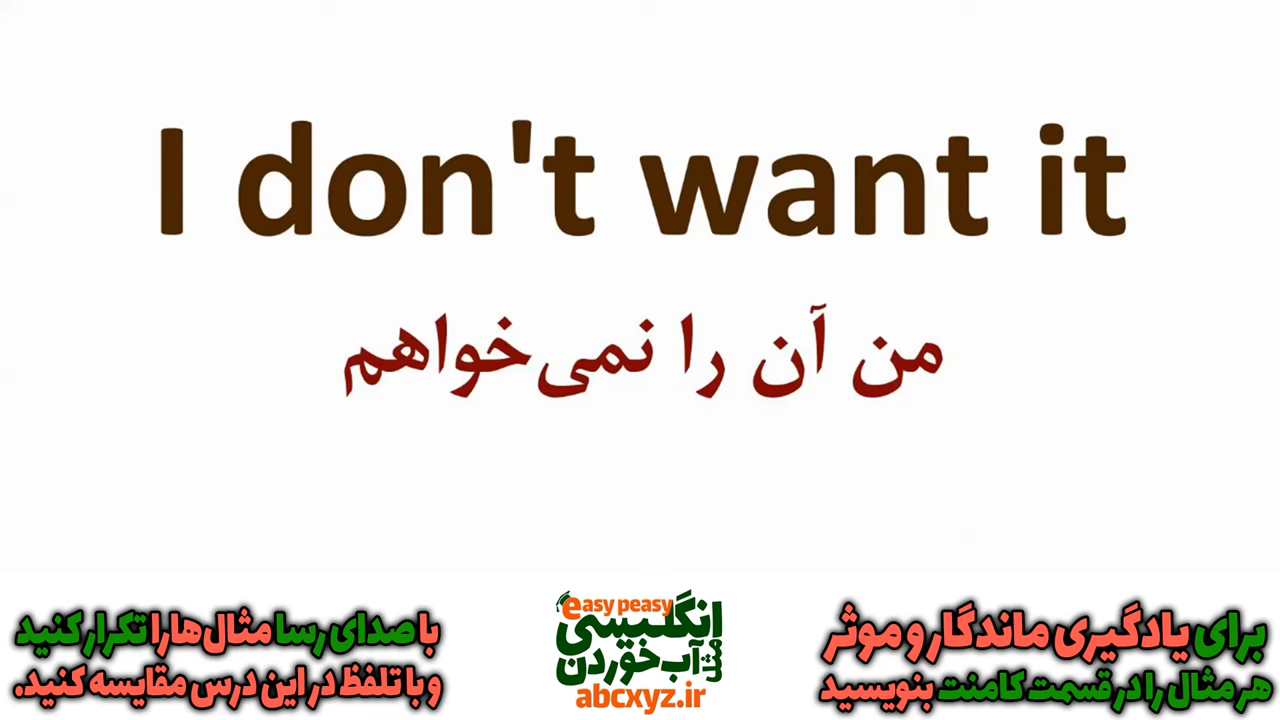 I don't want it
من آن را نمی‌خواهم
برای یادگیری ماندگار و موثر
هر مثال را در قسمت کامنت بنویسید
easy peasy
انگلیسی
مثل
آب خوردن
abcxyz.ir
با صدای رسا مثال‌ها را تکرار کنید
و با تلفظ در این درس مقایسه کنید.